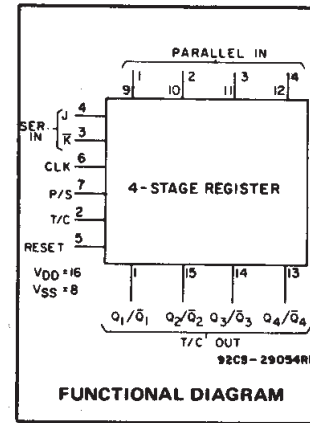 PARALLEL IN
1 2 3 4
9 10 11 12
J 4
SER. IN
K̅ 3
CLK 6
P/S 7
4-STAGE REGISTER
T/C 2
RESET 5
VDD = 16
VSS = 8
1 15 14 13
Q1/Q̅1 Q2/Q̅2 Q3/Q̅3 Q4/Q̅4
T/C OUT
92CS-29054RI
FUNCTIONAL DIAGRAM